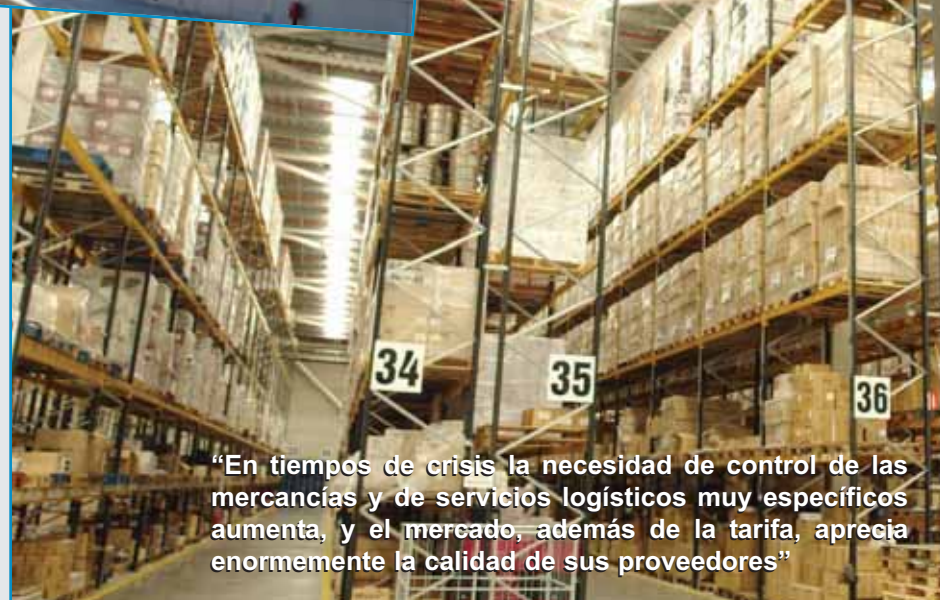 34
35
36
“En tiempos de crisis la necesidad de control de las
mercancías y de servicios logísticos muy específicos
aumenta, y el mercado, además de la tarifa, aprecia
enormemente la calidad de sus proveedores”